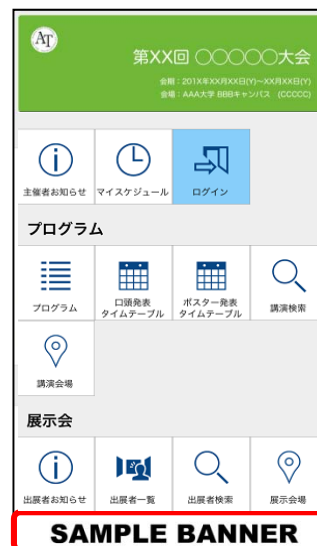 AT
第XX回 〇〇〇〇〇大会
会期：201X年XX月XX日(Y)～XX月XX日(Y)
会場：AAA大学 BBBキャンパス (CCCCC)
主催者お知らせ
マイスケジュール
ログイン
プログラム
プログラム
口頭発表
タイムテーブル
ポスター発表
タイムテーブル
講演検索
講演会場
展示会
出展者お知らせ
出展者一覧
出展者検索
展示会場
SAMPLE BANNER